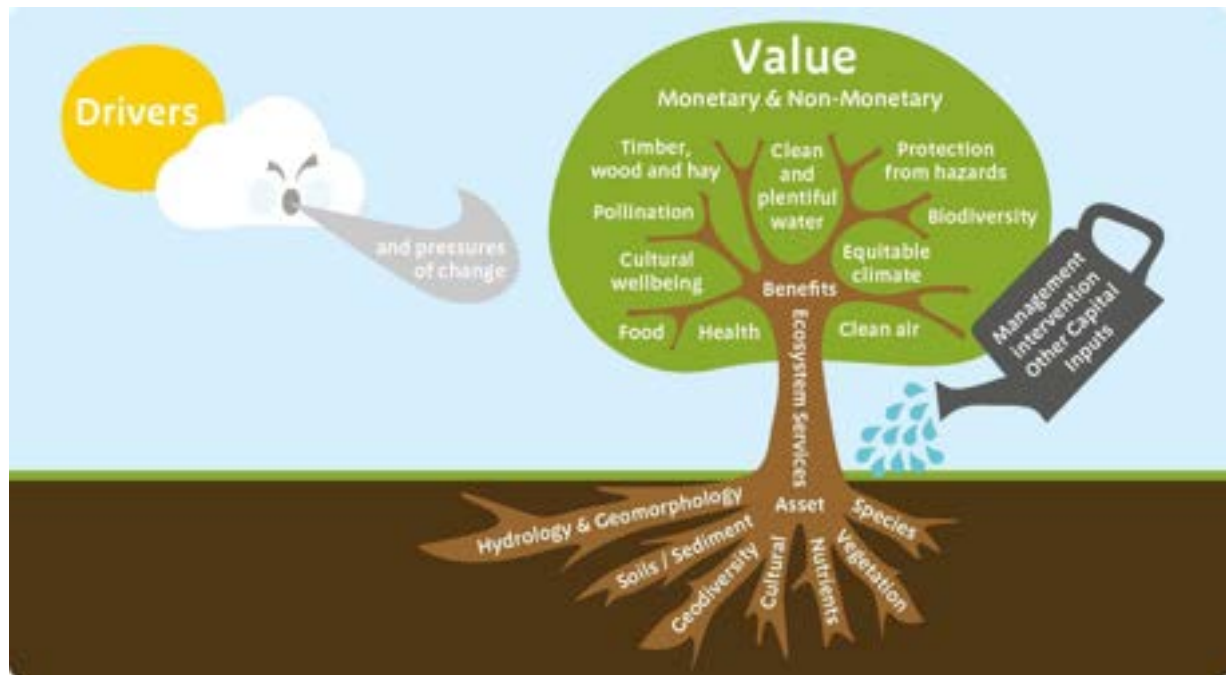 Drivers
and pressures
of change
Value
Monetary & Non-Monetary
Timber,
wood and hay
Clean
and
plentiful
water
Protection
from hazards
Pollination
Biodiversity
Cultural
wellbeing
Equitable
climate
Benefits
Food
Health
Clean air
Ecosystem Services
Management
intervention
Other Capital
Inputs
Asset
Hydrology & Geomorphology
Soils / Sediment
Geodiversity
Cultural
Nutrients
Vegetation
Species